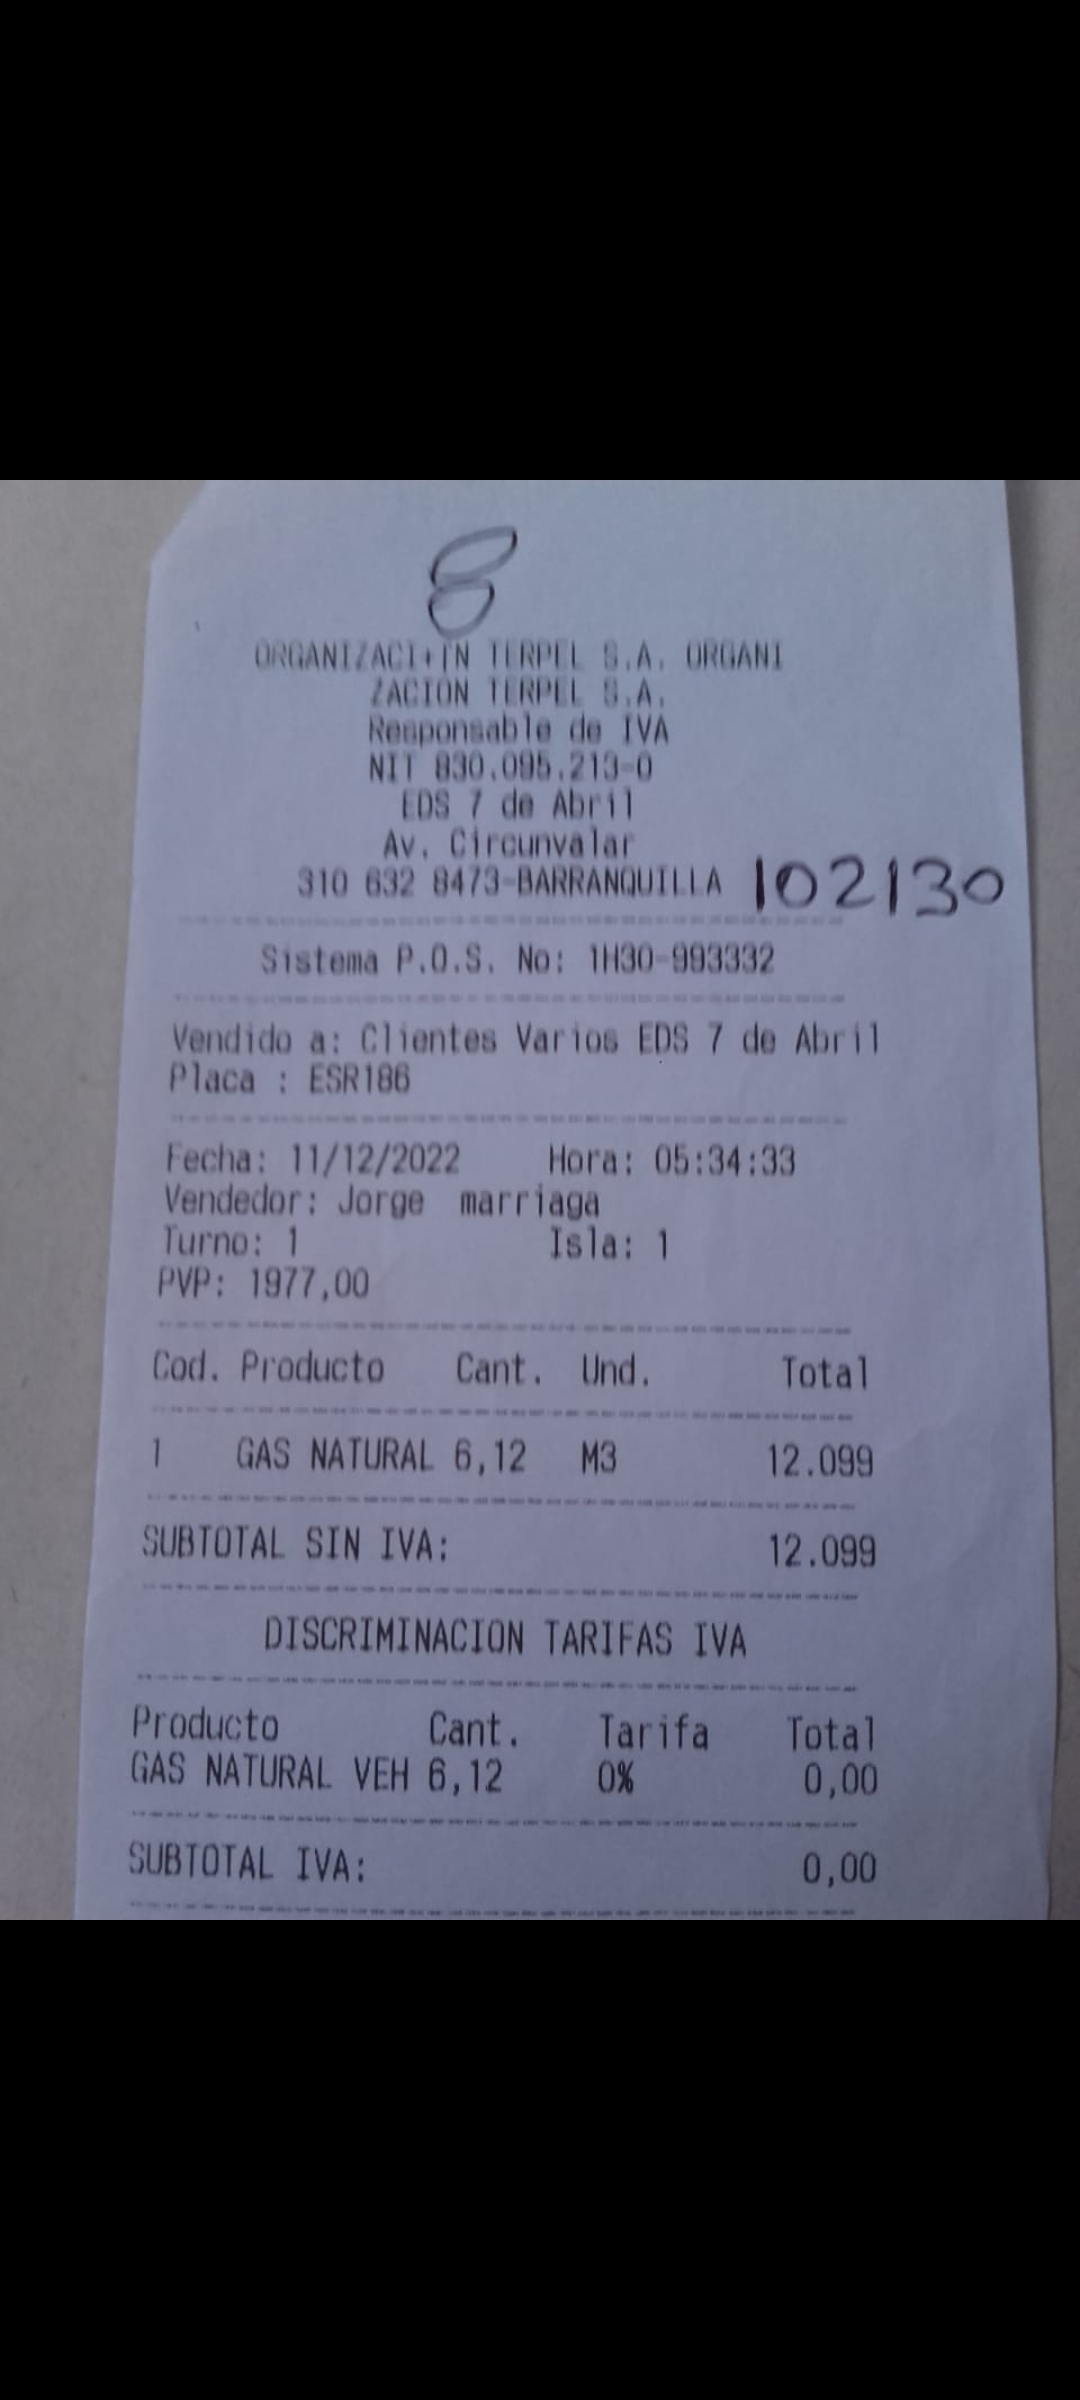 8
ORGANIZACI+IN TERPEL S.A. ORGANI
ZACION TERPEL S.A.
Responsable de IVA
NIT 830.095.213-0
EDS 7 de Abril
Av. Circunvalar
310 632 8473-BARRANQUILLA 102130
Sistema P.O.S. No: 1H30-993332
Vendido a: Clientes Varios EDS 7 de Abril
Placa : ESR186
Fecha: 11/12/2022 Hora: 05:34:33
Vendedor: Jorge marriaga
Turno: 1 Isla: 1
PVP: 1977,00
Cod. Producto Cant. Und. Total
1 GAS NATURAL 6,12 M3 12.099
SUBTOTAL SIN IVA: 12.099
DISCRIMINACION TARIFAS IVA
Producto Cant. Tarifa Total
GAS NATURAL VEH 6,12 0% 0,00
SUBTOTAL IVA: 0,00